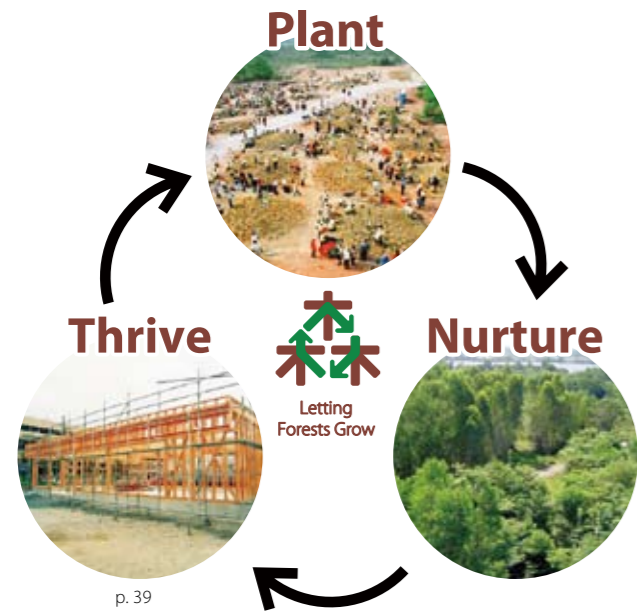 Plant
Thrive
Nurture
Letting
Forests Grow
p. 39